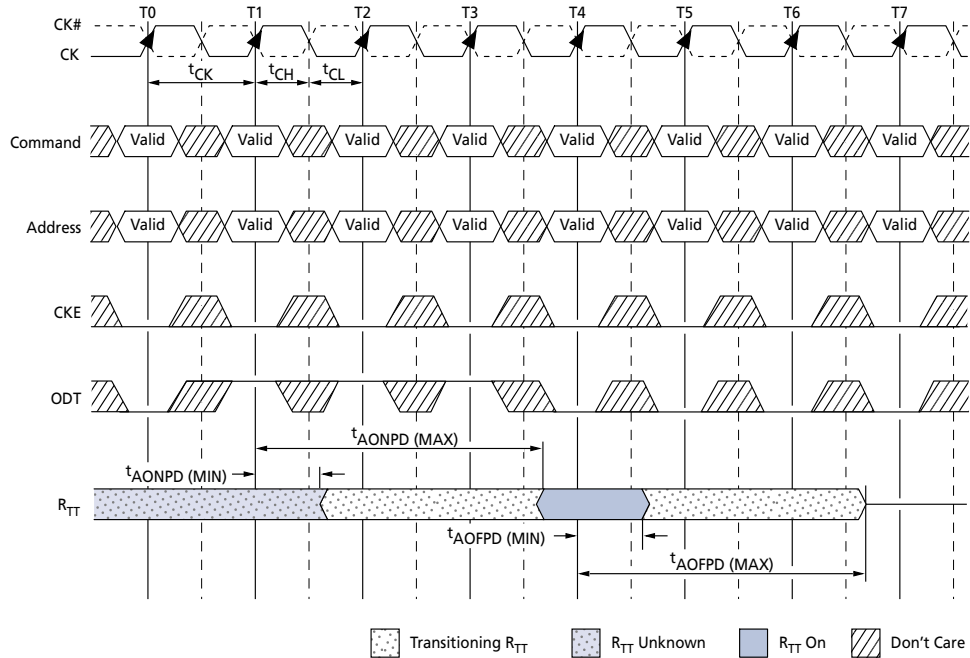 T0 T1 T2 T3 T4 T5 T6 T7
CK#
CK
tCK tCH tCL
Command Valid Valid Valid Valid Valid Valid Valid Valid
Address Valid Valid Valid Valid Valid Valid Valid Valid
CKE
ODT
tAONPD (MAX)
tAONPD (MIN)
RTT
tAOFPD (MIN)
tAOFPD (MAX)
Transitioning RTT RTT Unknown RTT On Don't Care